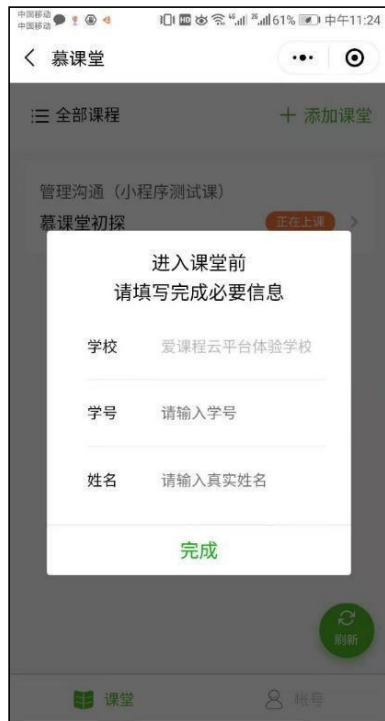 中国移动
中国移动
HD 46 26 61% 中午11:24
慕课堂
全部课程
+ 添加课堂
管理沟通（小程序测试课）
慕课堂初探
正在上课
进入课堂前
请填写完成必要信息
学校 爱课程云平台体验学校
学号 请输入学号
姓名 请输入真实姓名
完成
刷新
课堂
帐号